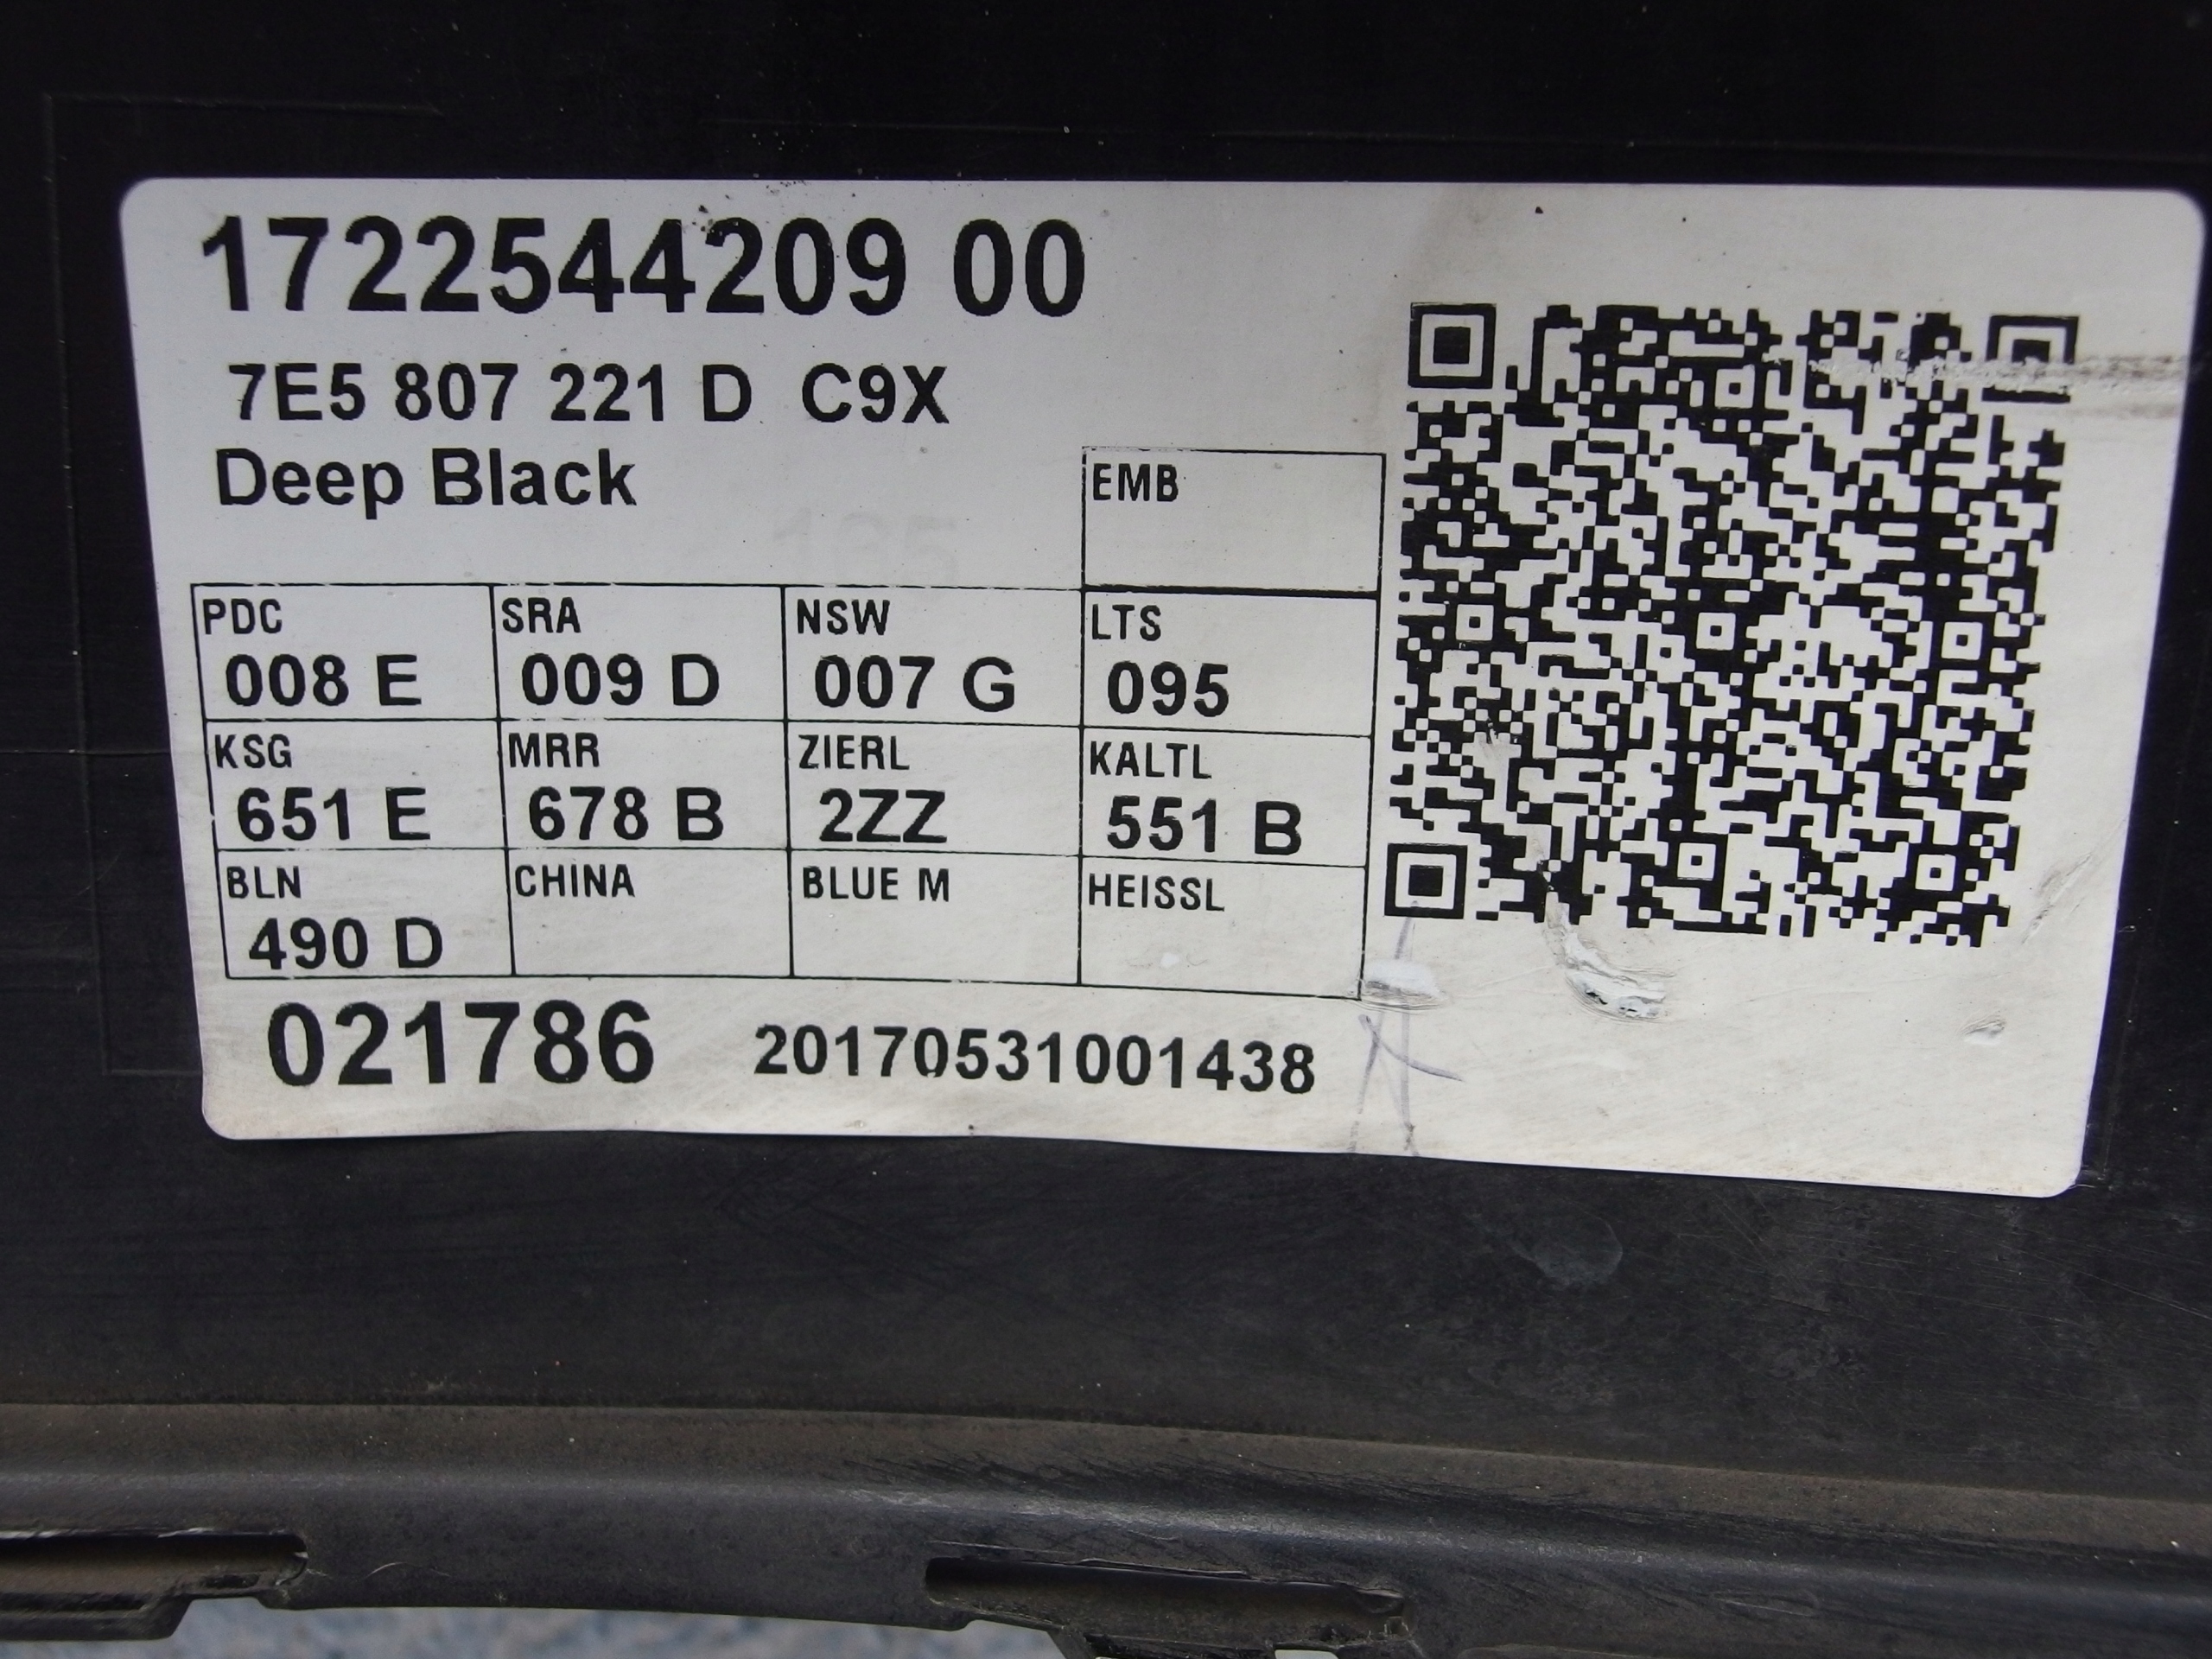 1722544209 00
7E5 807 221 D C9X
Deep Black
EMB
PDC SRA NSW LTS
008 E 009 D 007 G 095
KSG MRR ZIERL KALTL
651 E 678 B 2ZZ 551 B
BLN CHINA BLUE M HEISSL
490 D
021786 20170531001438